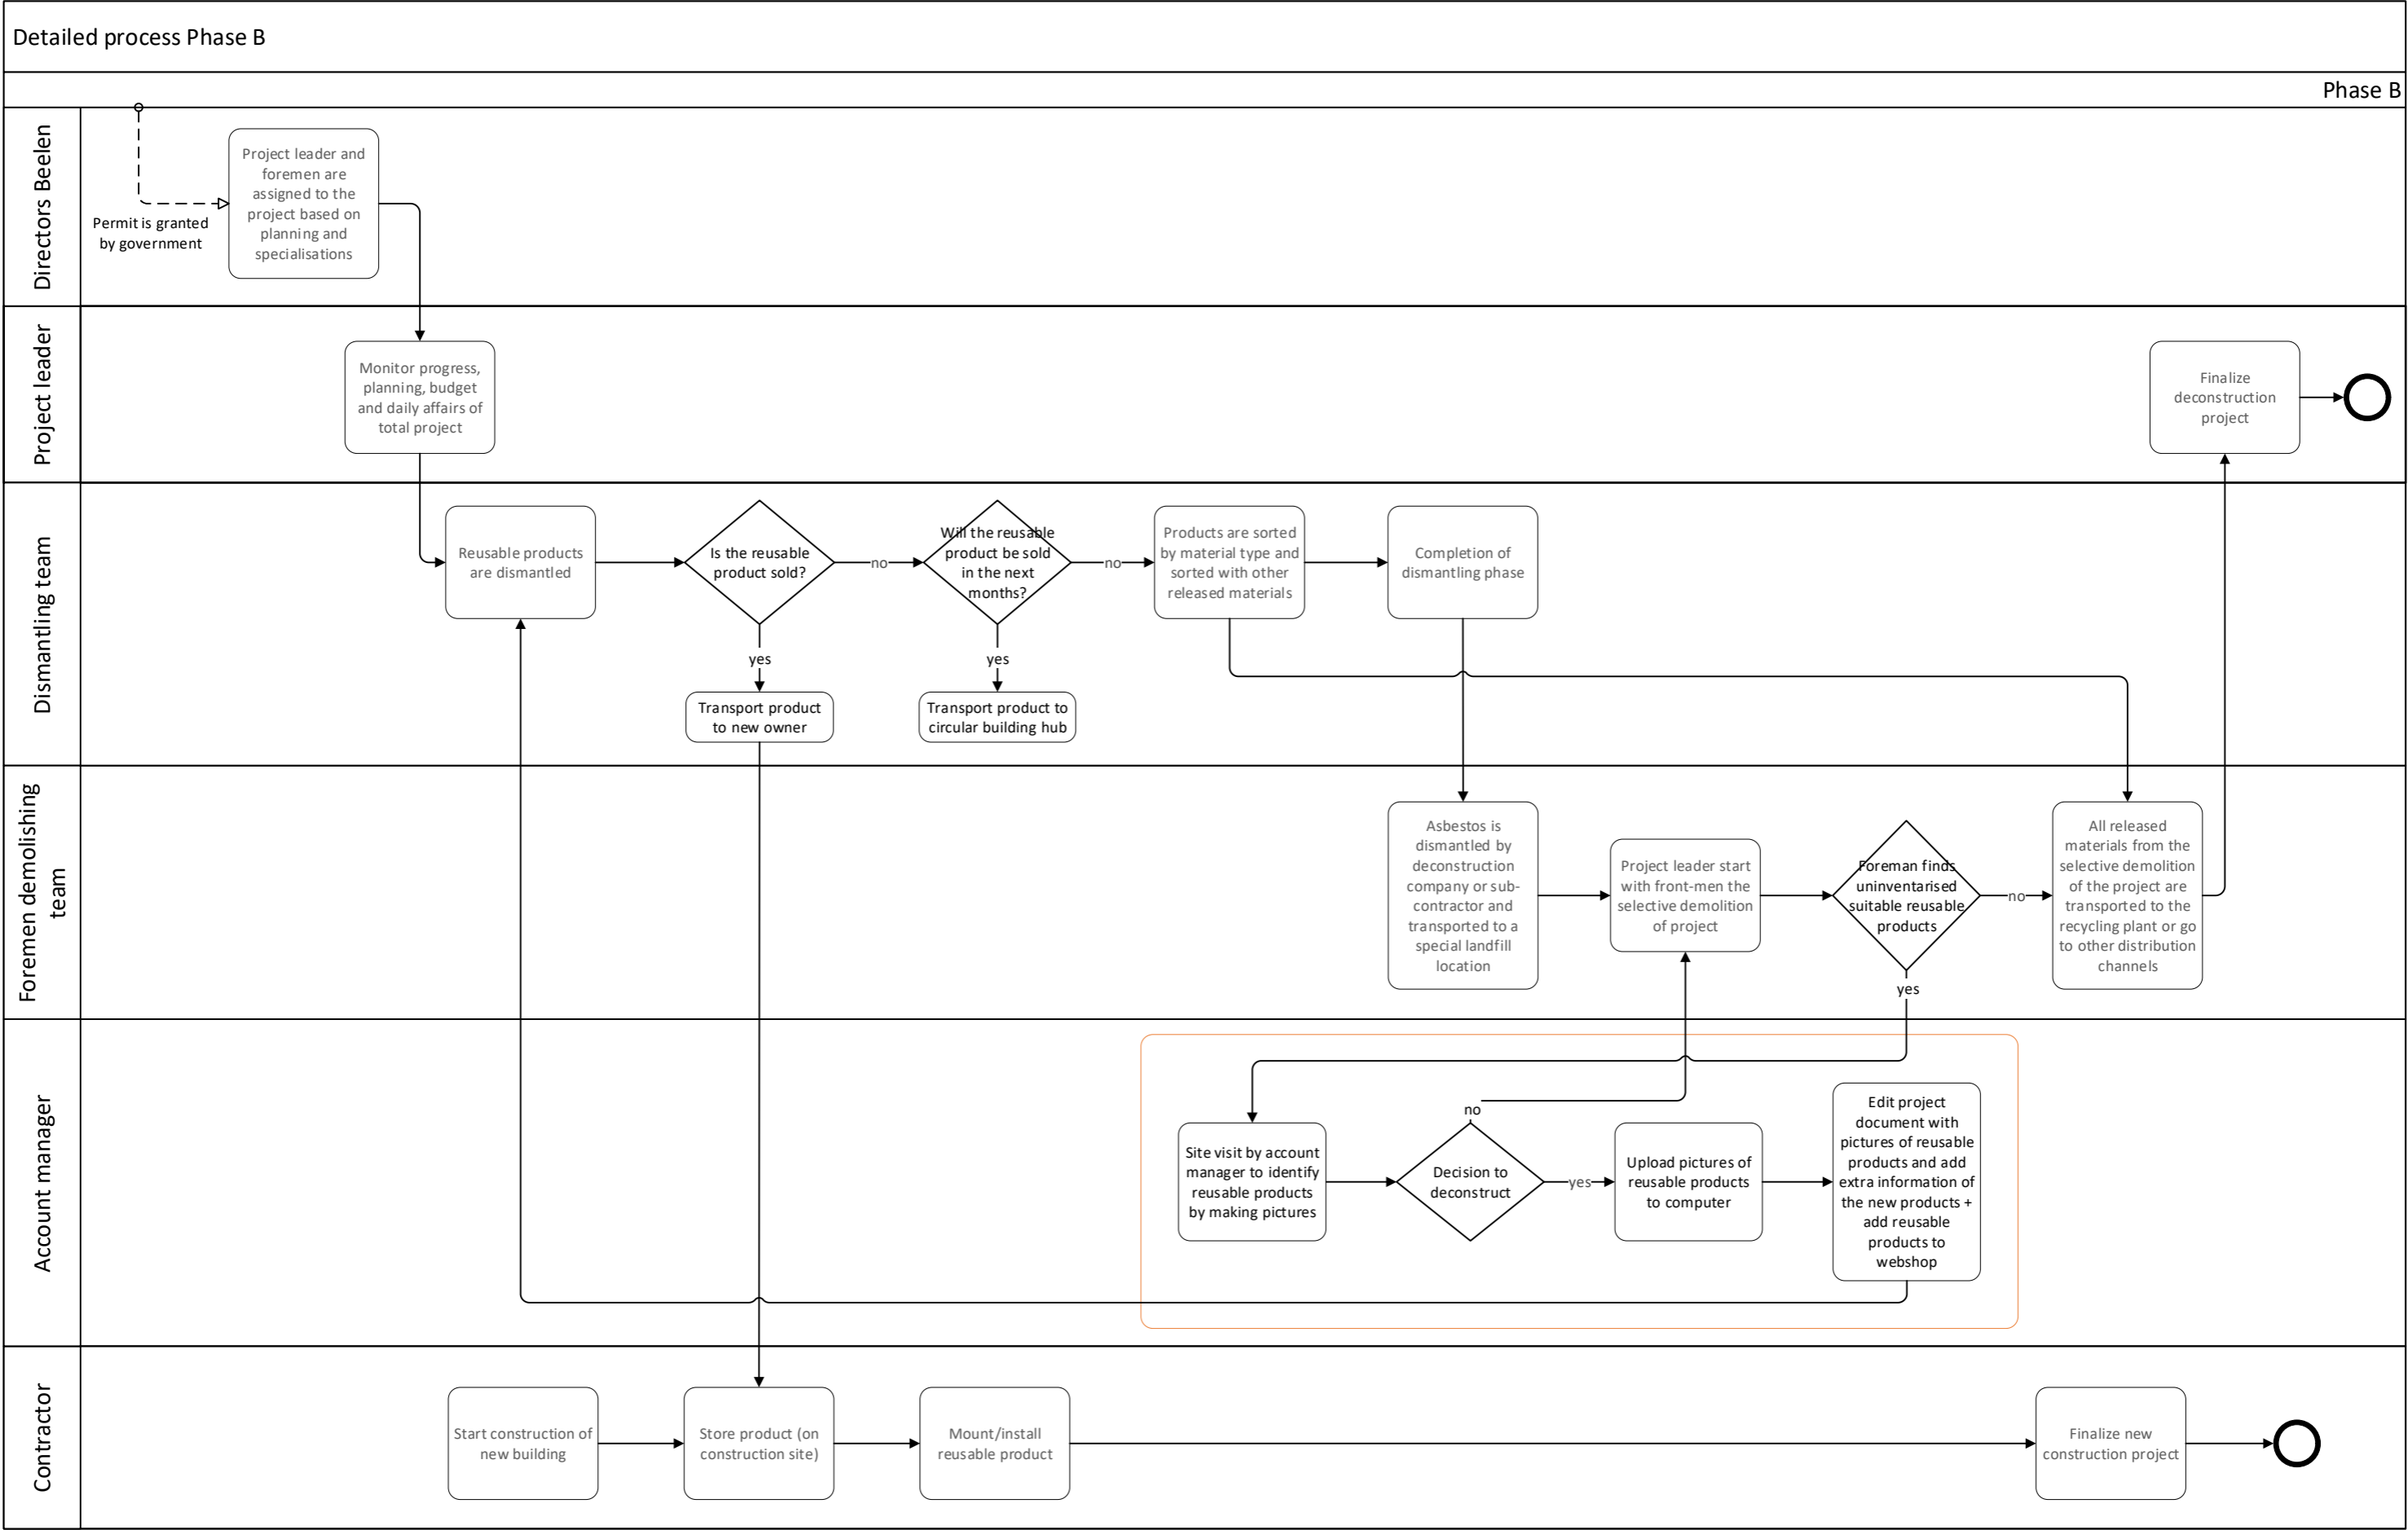 Detailed process Phase B
Phase B
Directors Beelen
Permit is granted
by government
Project leader and
foremen are
assigned to the
project based on
planning and
specialisations
Project leader
Monitor progress,
planning, budget
and daily affairs of
total project
Finalize
deconstruction
project
Dismantling team
Reusable products
are dismantled
Is the reusable
product sold?
no
Will the reusable
product be sold
in the next
months?
no
Products are sorted
by material type and
sorted with other
released materials
Completion of
dismantling phase
yes
yes
Transport product
to new owner
Transport product to
circular building hub
Foremen demolishing
team
Asbestos is
dismantled by
deconstruction
company or sub-
contractor and
transported to a
special landfill
location
Project leader start
with front-men the
selective demolition
of project
Foreman finds
uninventarised
suitable reusable
products
no
All released
materials from the
selective demolition
of the project are
transported to the
recycling plant or go
to other distribution
channels
yes
Account manager
Site visit by account
manager to identify
reusable products
by making pictures
no
Decision to
deconstruct
yes
Upload pictures of
reusable products
to computer
Edit project
document with
pictures of reusable
products and add
extra information of
the new products +
add reusable
products to
webshop
Contractor
Start construction of
new building
Store product (on
construction site)
Mount/install
reusable product
Finalize new
construction project